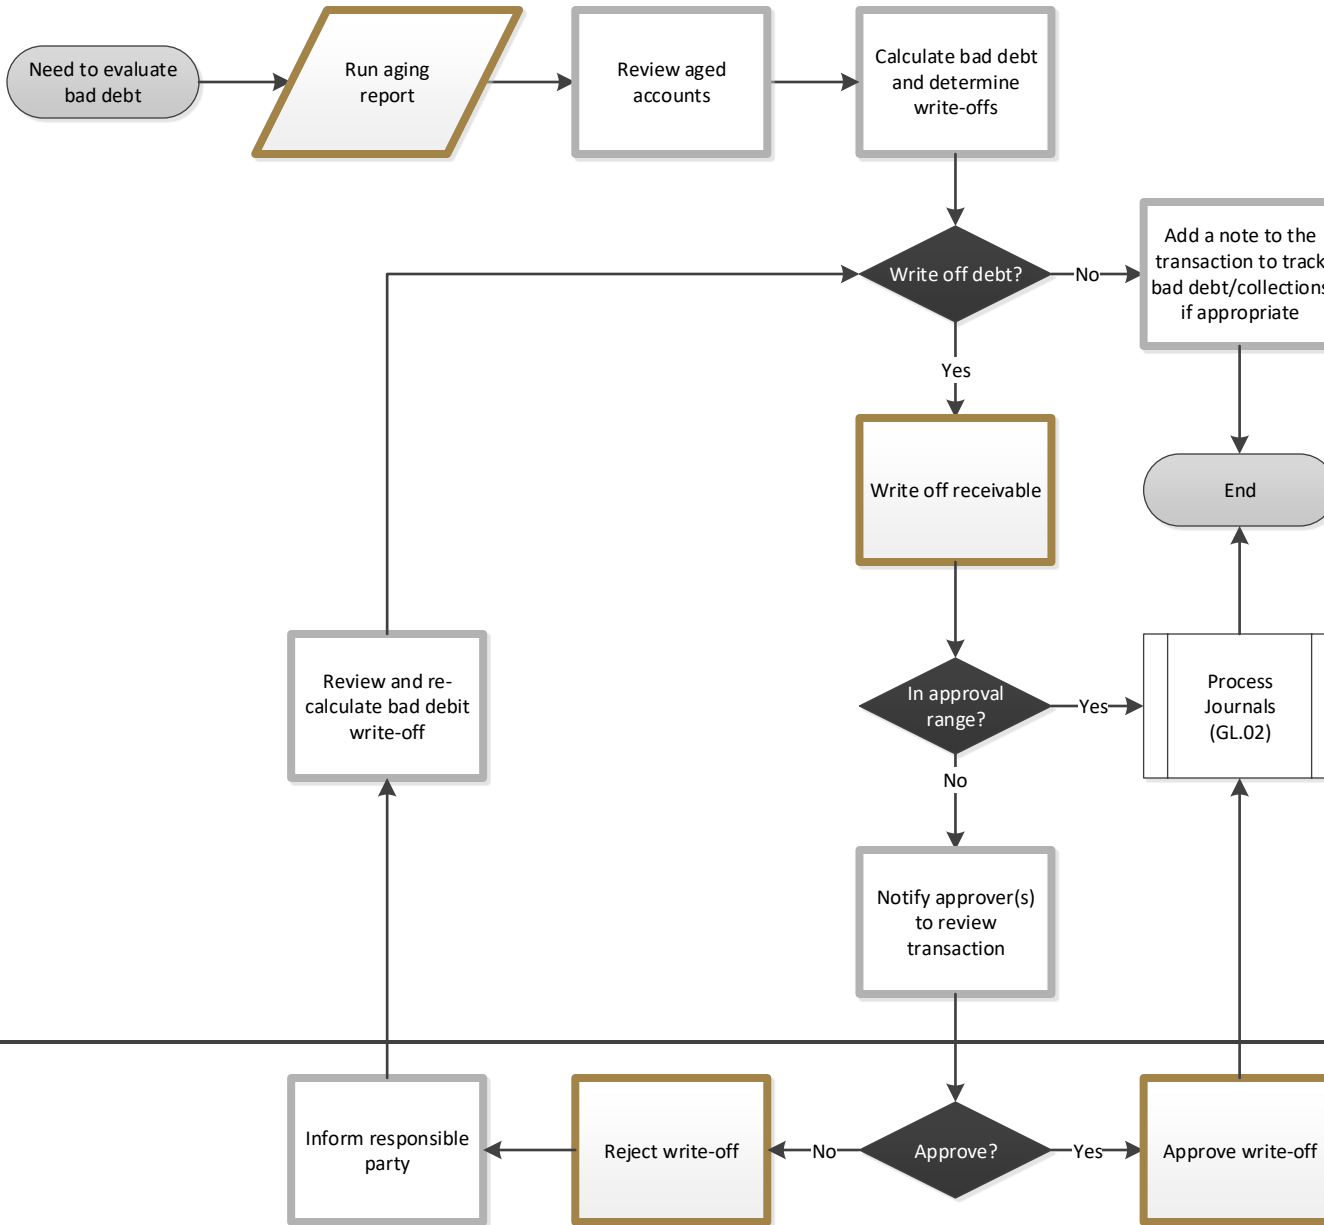 Need to evaluate
bad debt
Run aging
report
Review aged
accounts
Calculate bad debt
and determine
write-offs
Write off debt?
No
Add a note to the
transaction to track
bad debt/collections
if appropriate
Yes
Write off receivable
End
Review and re-
calculate bad debit
write-off
In approval
range?
Yes
Process
Journals
(GL.02)
No
Notify approver(s)
to review
transaction
Inform responsible
party
Reject write-off
No
Approve?
Yes
Approve write-off